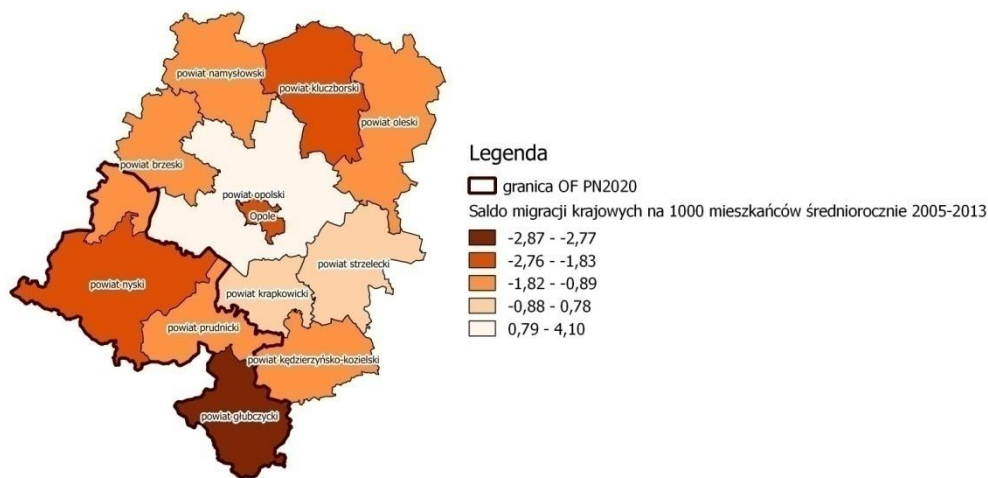 powiat namysłowski
powiat kluczborski
powiat oleski
powiat brzeski
powiat opolski
Opole
powiat strzelecki
powiat nyski
powiat krapkowicki
powiat prudnicki
powiat kędzierzyńsko-kozielski
powiat głubczycki
Legenda
granica OF PN2020
Saldo migracji krajowych na 1000 mieszkańców średniorocznie 2005-2013
-2,87 - -2,77
-2,76 - -1,83
-1,82 - -0,89
-0,88 - 0,78
0,79 - 4,10